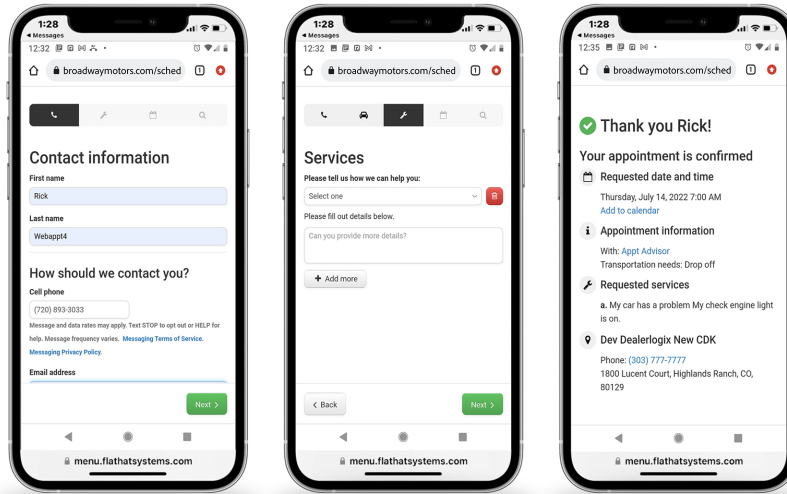 1:28
Messages
12:32
broadwaymotors.com/sched
1
Contact information
First name
Rick
Last name
Webappt4
How should we contact you?
Cell phone
(720) 893-3033
Message and data rates may apply. Text STOP to opt out or HELP for
help. Message frequency varies. Messaging Terms of Service.
Messaging Privacy Policy.
Email address
Next >
menu.flathatsystems.com
1:28
Messages
12:32
broadwaymotors.com/sched
1
Services
Please tell us how we can help you:
Select one
Please fill out details below.
Can you provide more details?
+ Add more
< Back
Next >
menu.flathatsystems.com
1:28
Messages
12:35
broadwaymotors.com/sched
1
Thank you Rick!
Your appointment is confirmed
Requested date and time
Thursday, July 14, 2022 7:00 AM
Add to calendar
Appointment information
With: Appt Advisor
Transportation needs: Drop off
Requested services
a. My car has a problem My check engine light
is on.
Dev Dealerlogix New CDK
Phone: (303) 777-7777
1800 Lucent Court, Highlands Ranch, CO,
80129
menu.flathatsystems.com